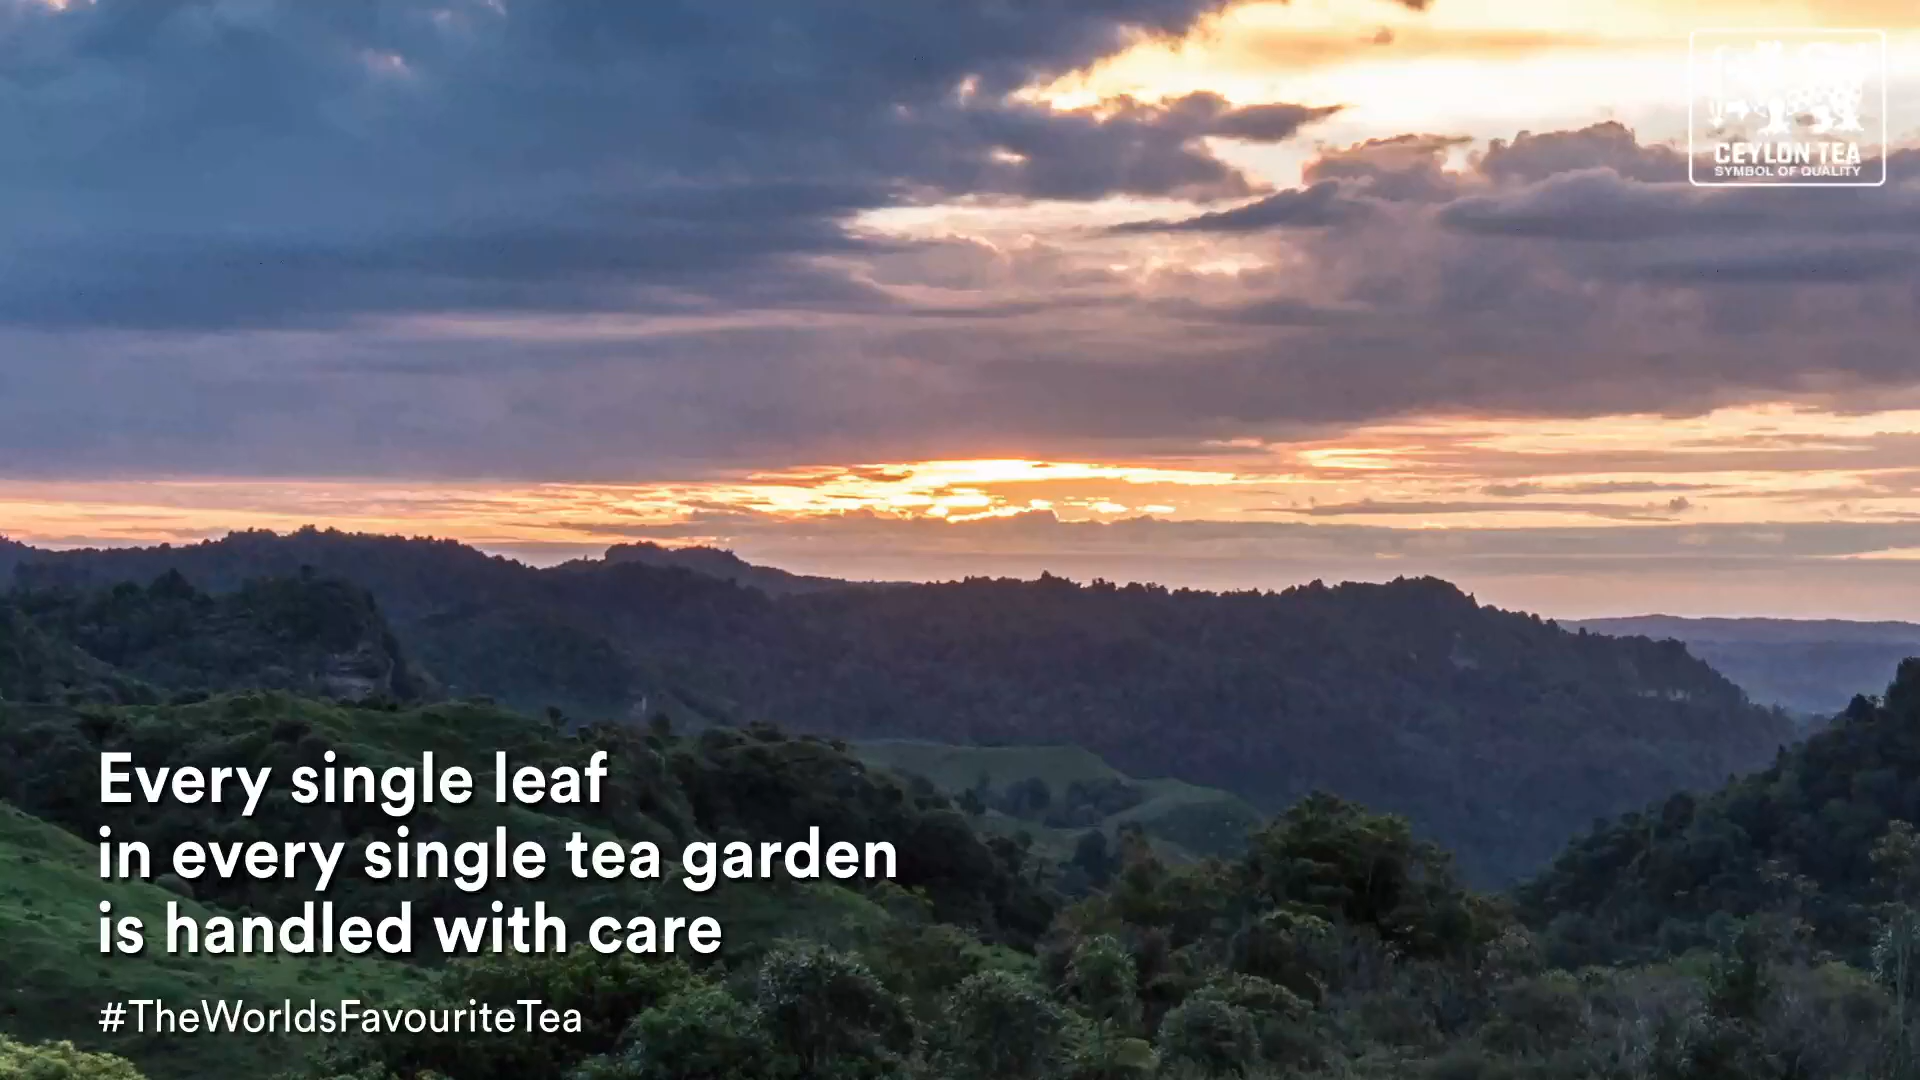 CEYLON TEA
SYMBOL OF QUALITY
Every single leaf
in every single tea garden
is handled with care
#TheWorldsFavouriteTea